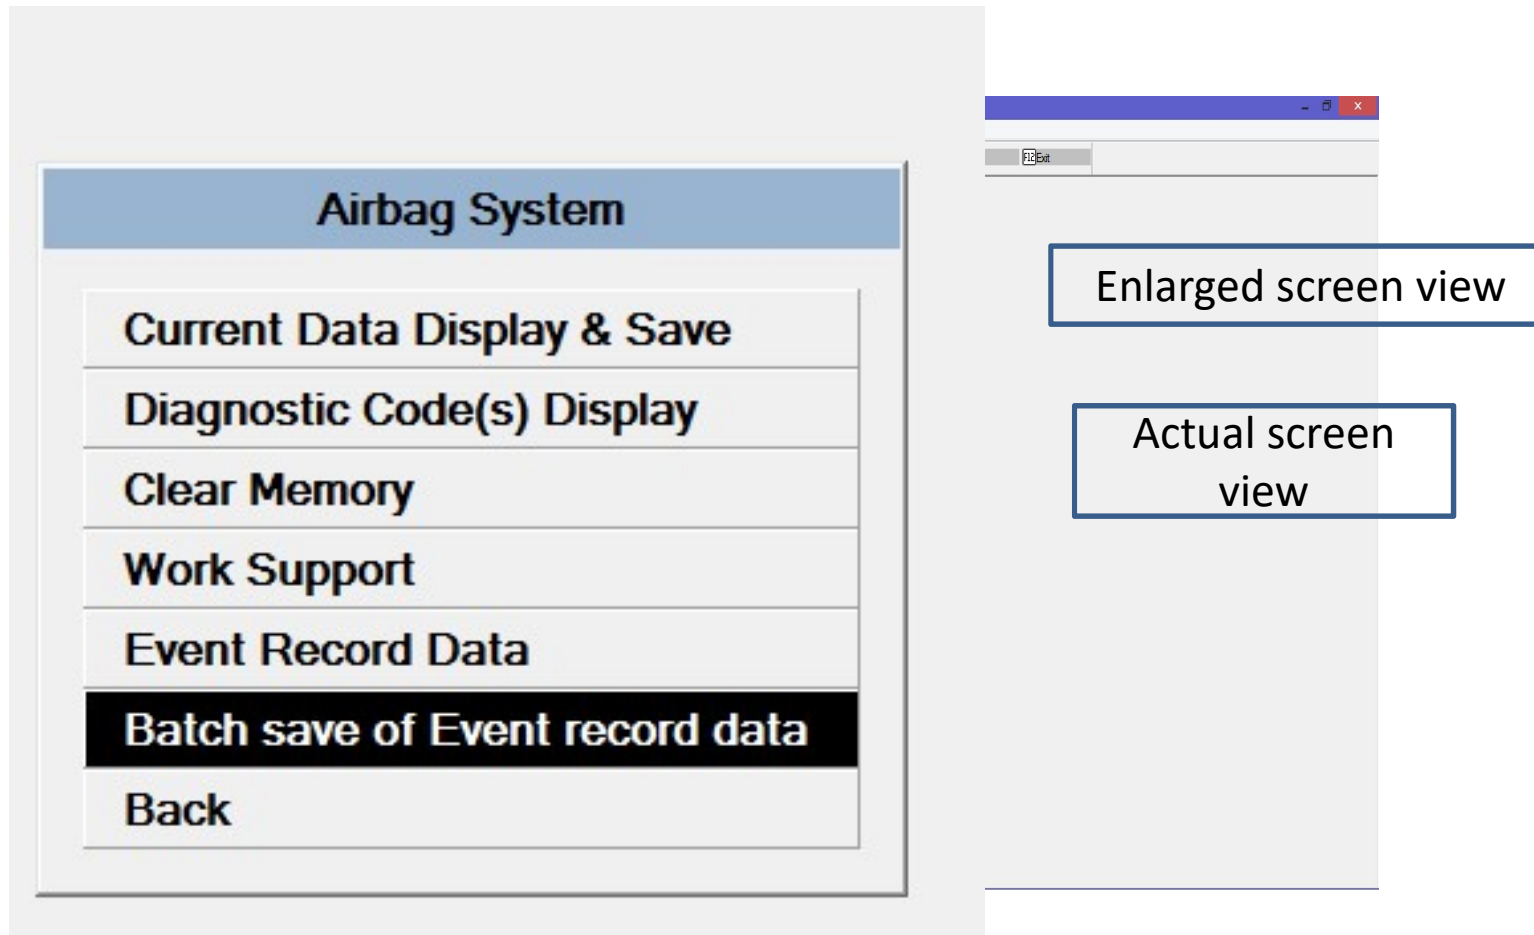 Airbag System
Current Data Display & Save
Diagnostic Code(s) Display
Clear Memory
Work Support
Event Record Data
Batch save of Event record data
Back
F12 Exit
Enlarged screen view
Actual screen
view